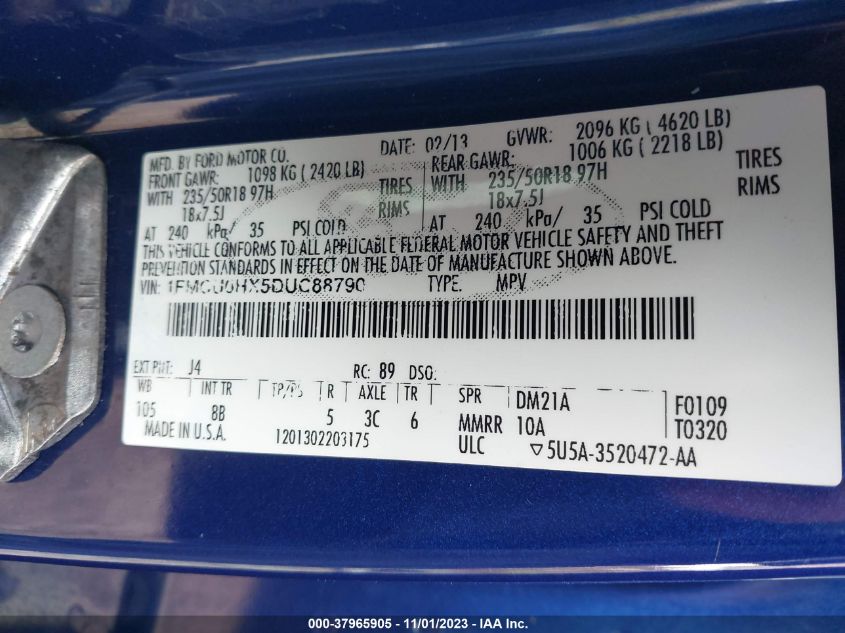 MFD. BY FORD MOTOR CO. DATE: 02/13 GVWR: 2096 KG ( 4620 LB)
FRONT GAWR: 1098 KG ( 2420 LB) REAR GAWR: 1006 KG ( 2218 LB)
WITH 235/50R18 97H TIRES WITH 235/50R18 97H TIRES
18x7.5J RIMS 18x7.5J RIMS
AT 240 kPa/ 35 PSI COLD AT 240 kPa/ 35 PSI COLD
THIS VEHICLE CONFORMS TO ALL APPLICABLE FEDERAL MOTOR VEHICLE SAFETY AND THEFT
PREVENTION STANDARDS IN EFFECT ON THE DATE OF MANUFACTURE SHOWN ABOVE.
VIN: 1FMCU0HX5DUC88790 TYPE: MPV
EXT PNT: J4 RC: 89 DSO:
WB INT TR TP/PS R AXLE TR SPR DM21A F0109
105 8B 5 3C 6 MMRR 10A T0320
MADE IN U.S.A. 1201302203175 ULC ▽5U5A-3520472-AA
000-37965905 - 11/01/2023 - IAA Inc.